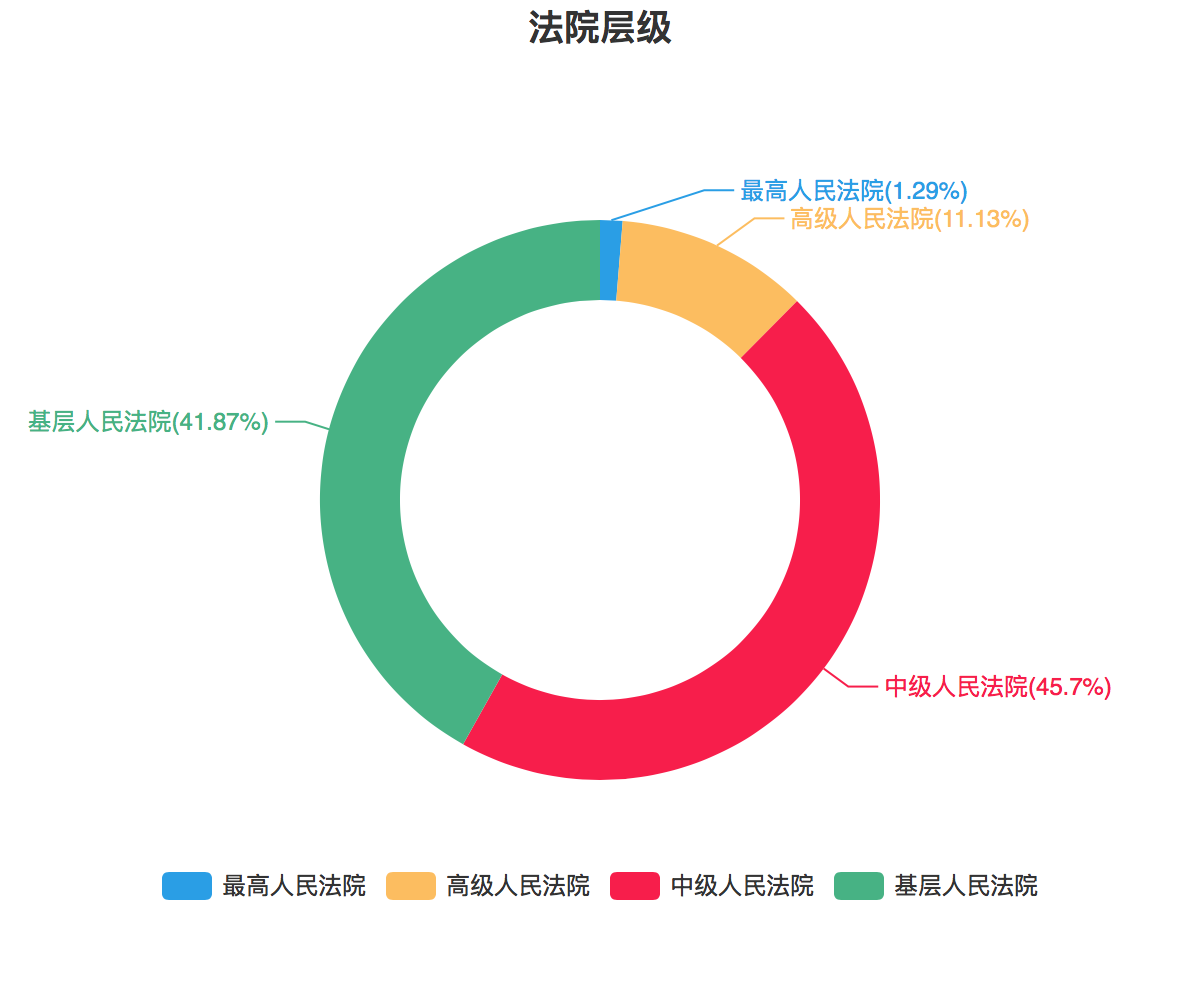 法院层级
最高人民法院(1.29%)
高级人民法院(11.13%)
基层人民法院(41.87%)
中级人民法院(45.7%)
最高人民法院 高级人民法院 中级人民法院 基层人民法院